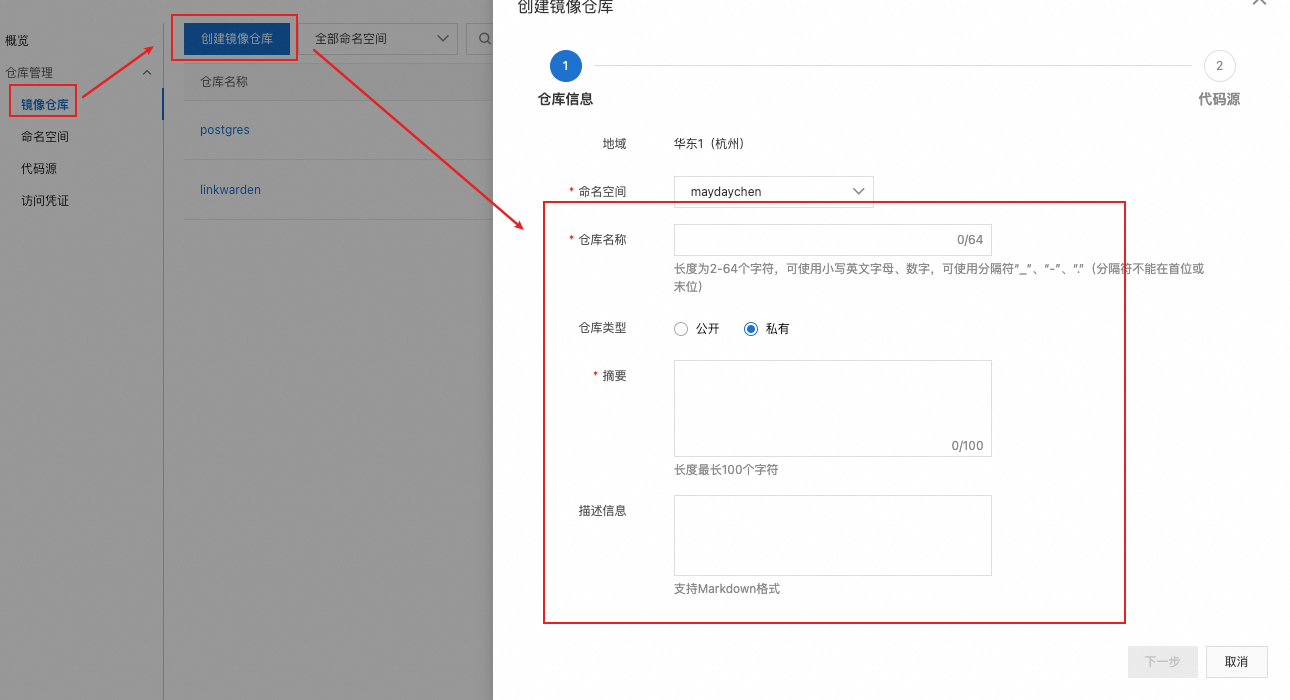 概览
仓库管理
镜像仓库
命名空间
代码源
访问凭证
创建镜像仓库
全部命名空间
仓库名称
postgres
linkwarden
创建镜像仓库
1
2
仓库信息
代码源
地域
华东1（杭州）
* 命名空间
maydaychen
* 仓库名称
0/64
长度为2-64个字符，可使用小写英文字母、数字，可使用分隔符“_”、“-”、“.”（分隔符不能在首位或
末位）
仓库类型
公开
私有
* 摘要
0/100
长度最长100个字符
描述信息
支持Markdown格式
下一步
取消